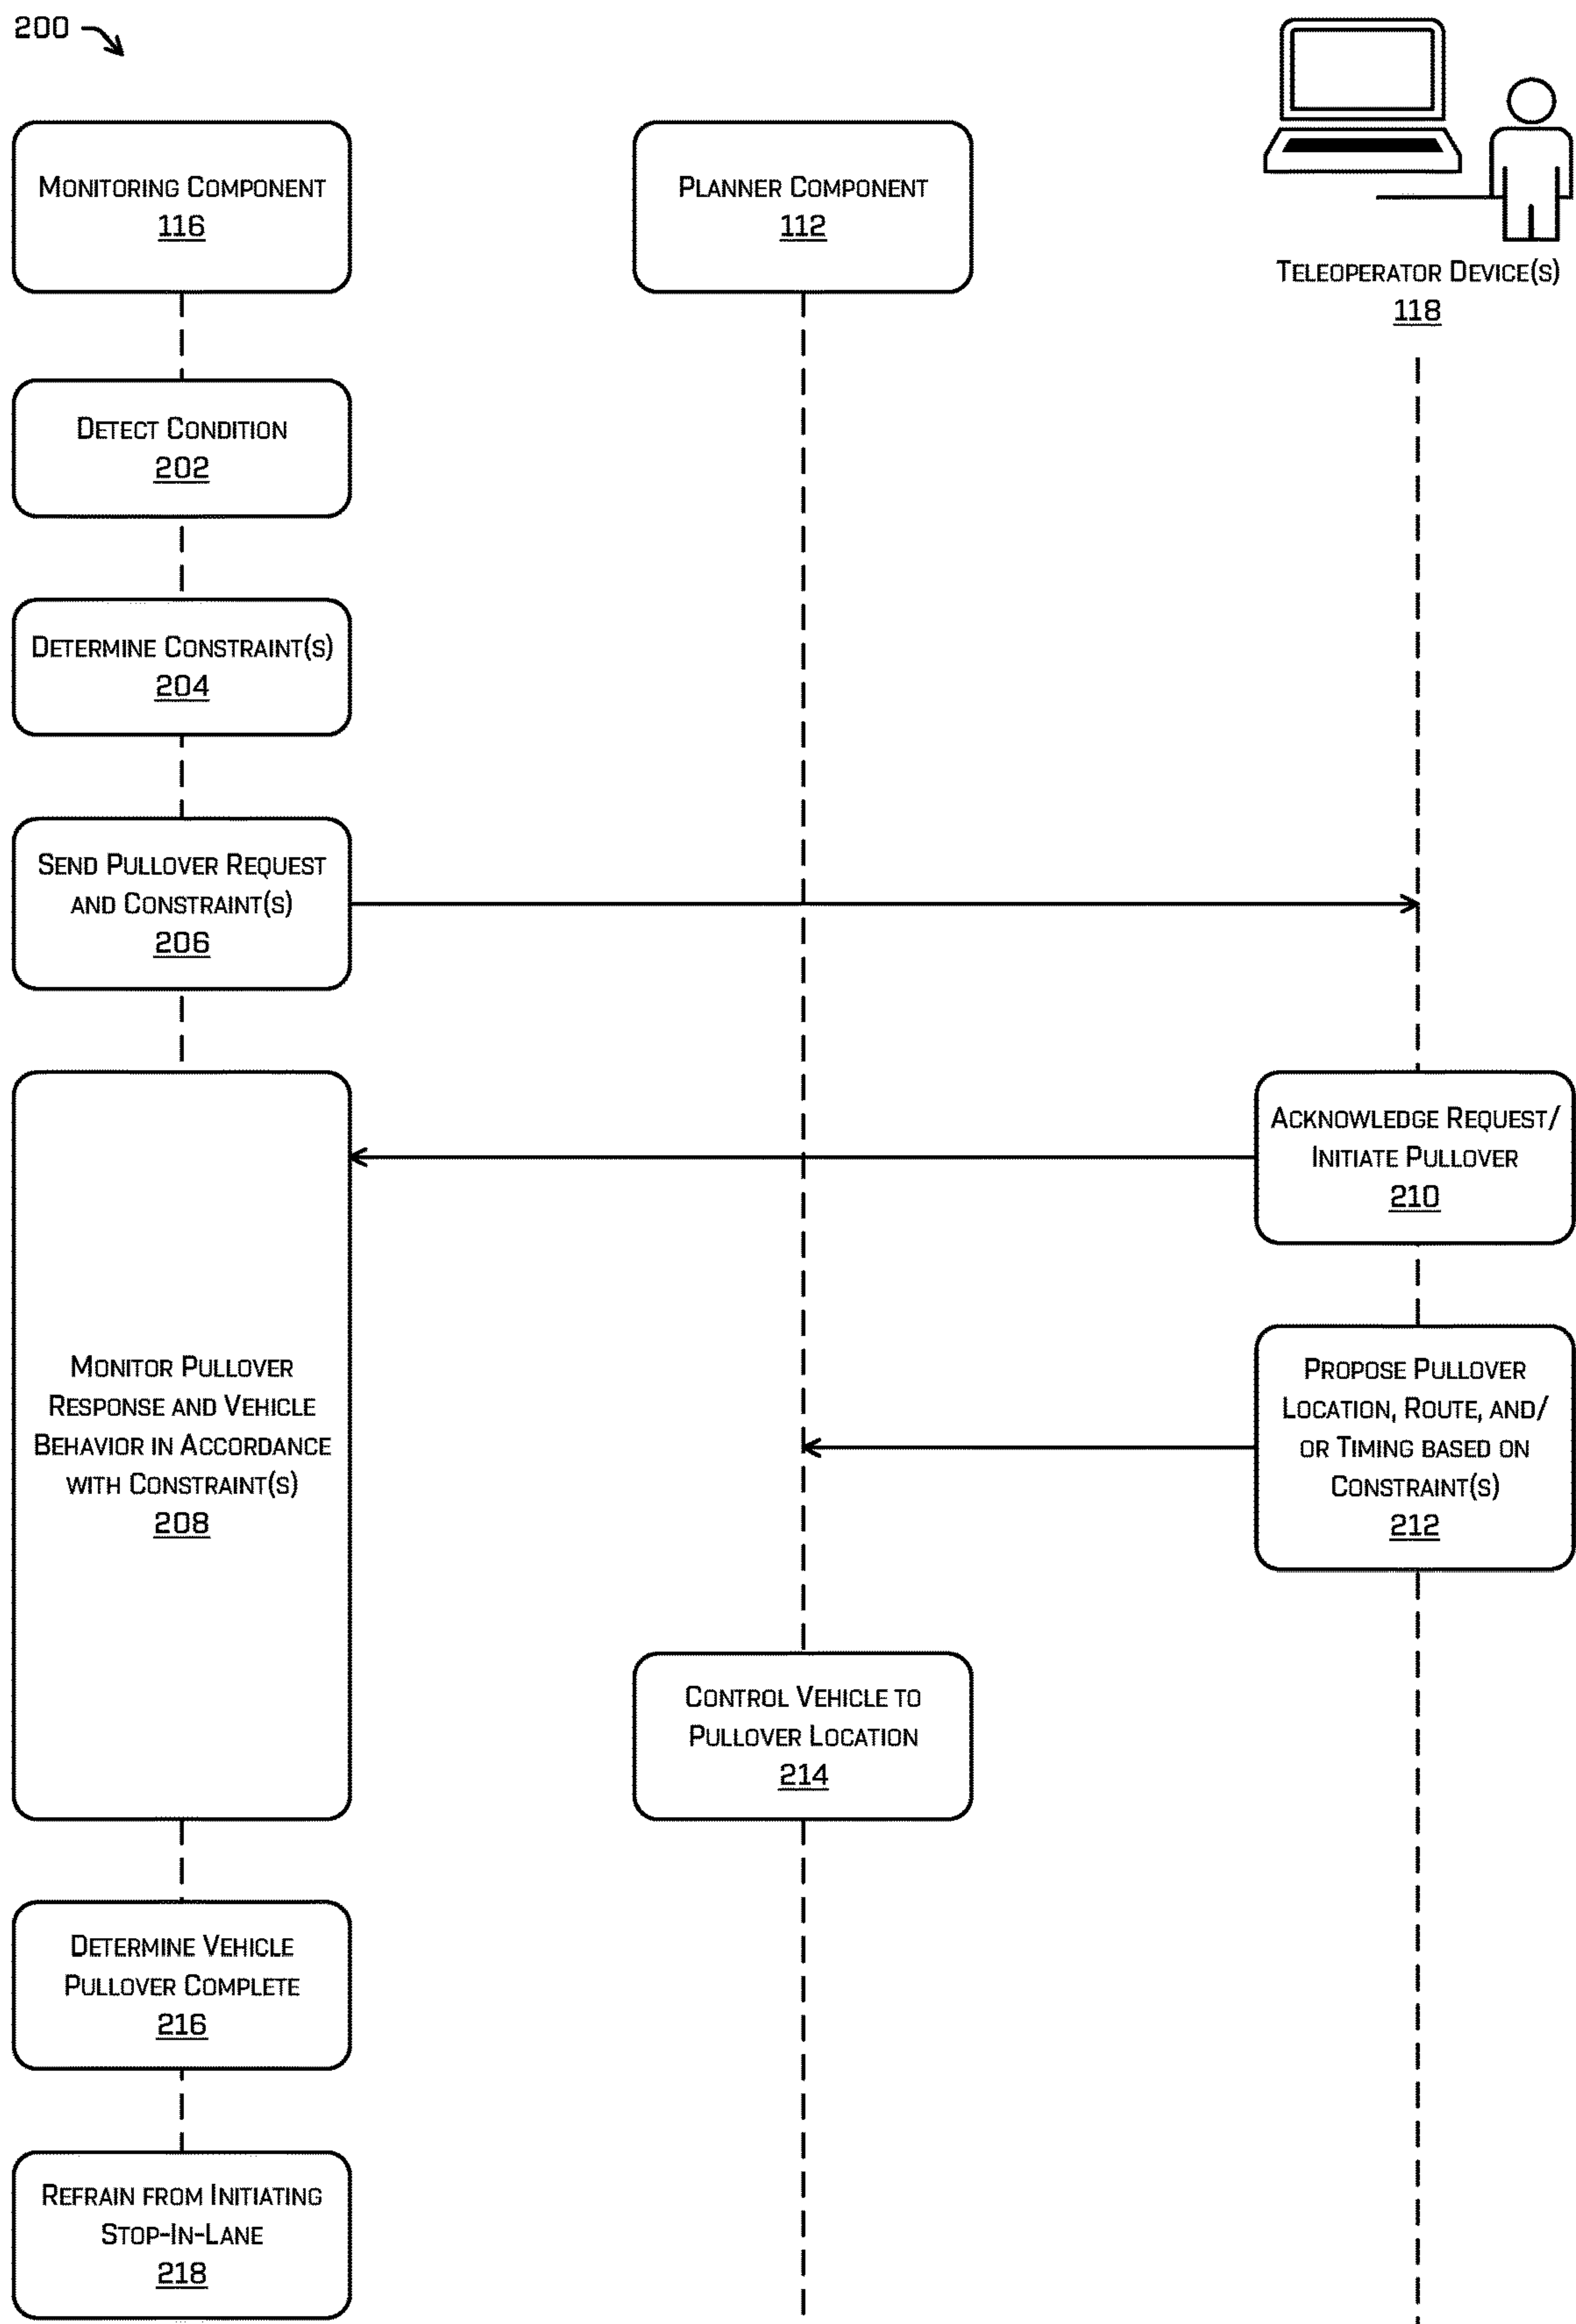 200
Monitoring Component
116
Planner Component
112
Teleoperator Device(s)
118
Detect Condition
202
Determine Constraint(s)
204
Send Pullover Request
and Constraint(s)
206
Acknowledge Request/
Initiate Pullover
210
Monitor Pullover
Response and Vehicle
Behavior in Accordance
with Constraint(s)
208
Propose Pullover
Location, Route, and/
or Timing based on
Constraint(s)
212
Control Vehicle to
Pullover Location
214
Determine Vehicle
Pullover Complete
216
Refrain from Initiating
Stop-In-Lane
218